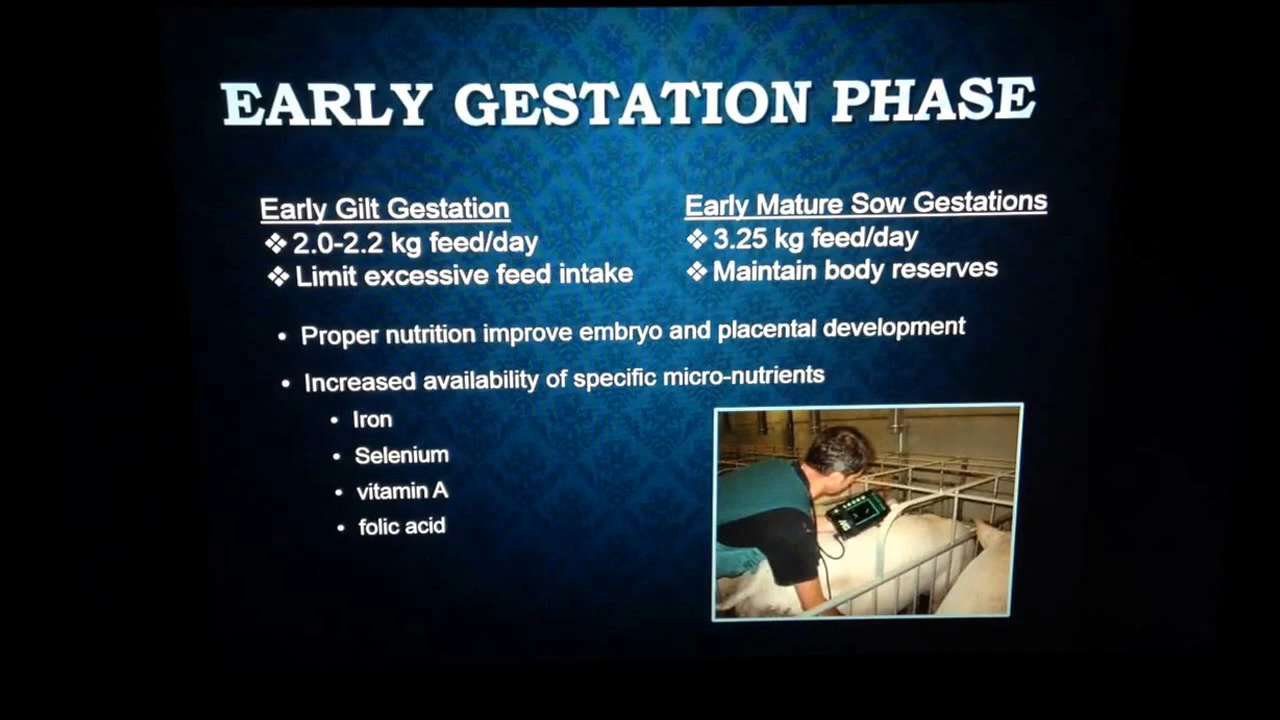 EARLY GESTATION PHASE
Early Gilt Gestation
❖ 2.0-2.2 kg feed/day
❖ Limit excessive feed intake
Early Mature Sow Gestations
❖ 3.25 kg feed/day
❖ Maintain body reserves
• Proper nutrition improve embryo and placental development
• Increased availability of specific micro-nutrients
• Iron
• Selenium
• vitamin A
• folic acid